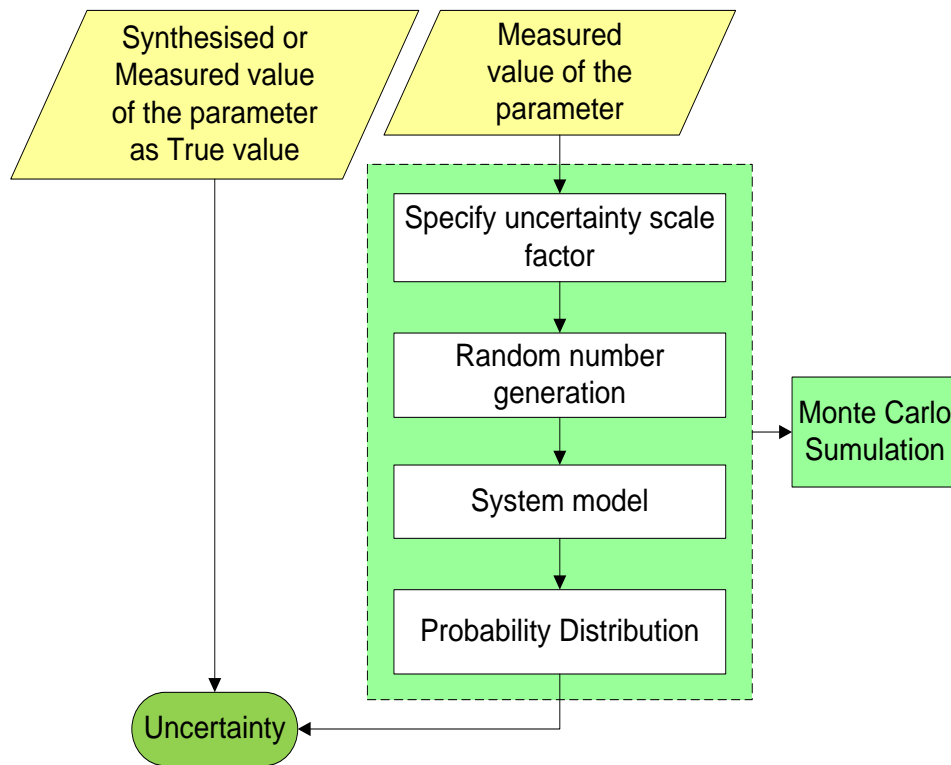 Synthesised or
Measured value
of the parameter
as True value
Measured
value of the
parameter
Specify uncertainty scale
factor
Random number
generation
System model
Probability Distribution
Monte Carlo
Sumulation
Uncertainty